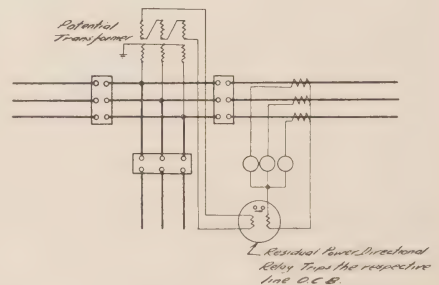 Potential
Transformer
Residual Power Directional
Relay Trips the respective
line O.C.B.